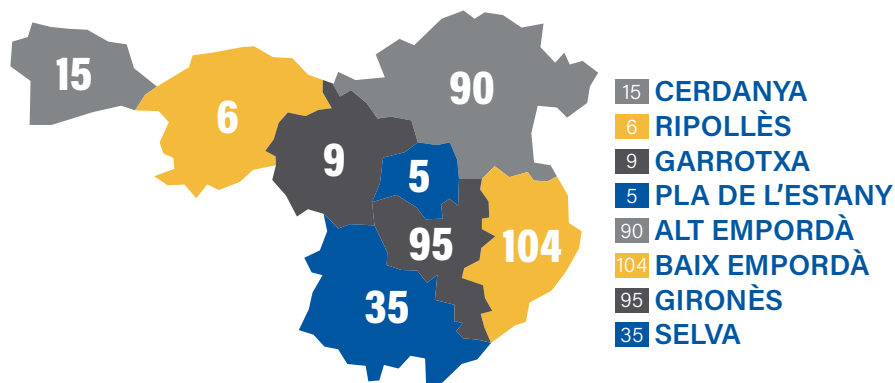 15
6
9
90
5
95
104
35
15 CERDANYA
6 RIPOLLÈS
9 GARROTXA
5 PLA DE L'ESTANY
90 ALT EMPORDÀ
104 BAIX EMPORDÀ
95 GIRONÈS
35 SELVA